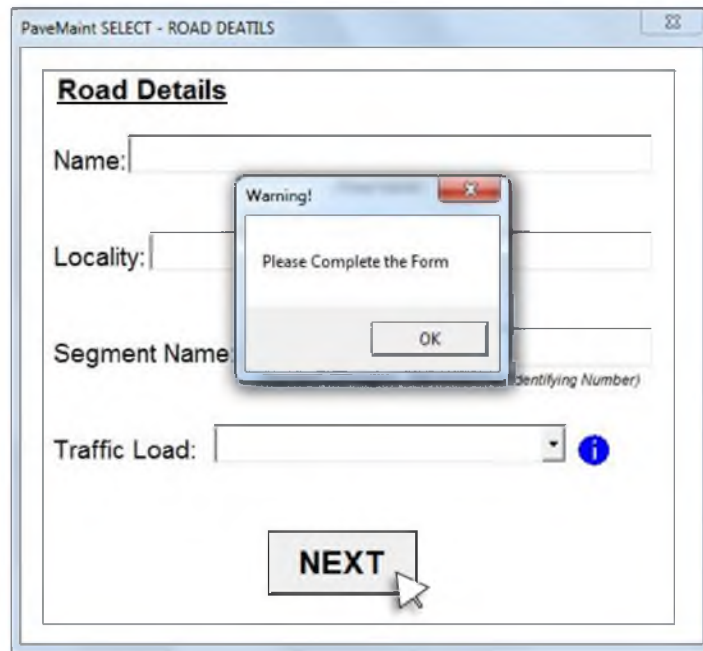 PaveMaint SELECT - ROAD DEATILS
Road Details
Name:
Warning!
Locality:
Please Complete the Form
OK
Segment Name:
Identifying Number)
Traffic Load:
i
NEXT